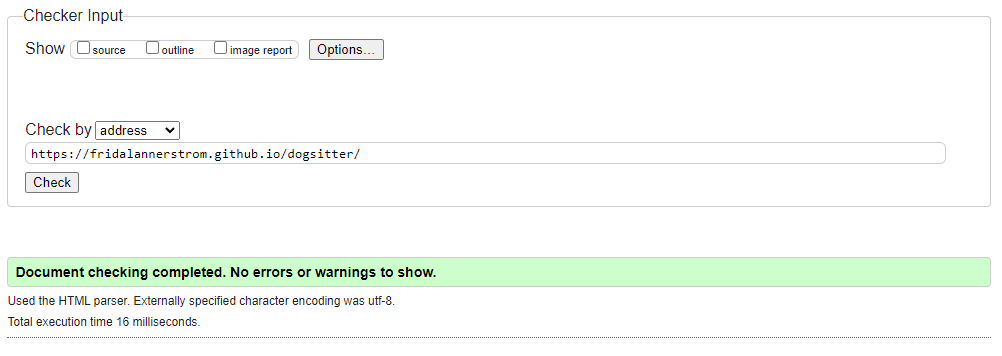 Checker Input
Show source outline image report Options...
Check by address
https://fridalannerstrom.github.io/dogsitter/
Check
Document checking completed. No errors or warnings to show.
Used the HTML parser. Externally specified character encoding was utf-8.
Total execution time 16 milliseconds.